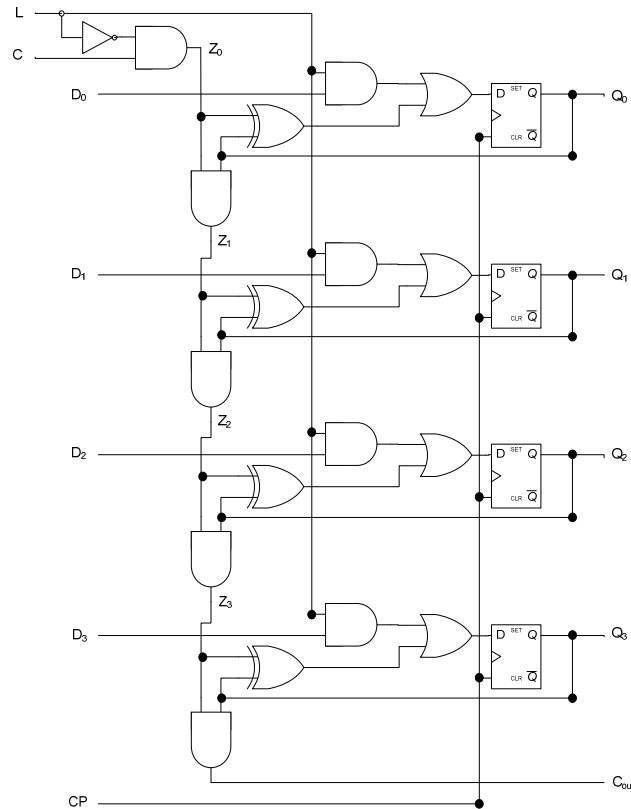 L
C
Z0
D0
D SET Q
CLR Q̅
Q0
Z1
D1
D SET Q
CLR Q̅
Q1
Z2
D2
D SET Q
CLR Q̅
Q2
Z3
D3
D SET Q
CLR Q̅
Q3
Cou
CP